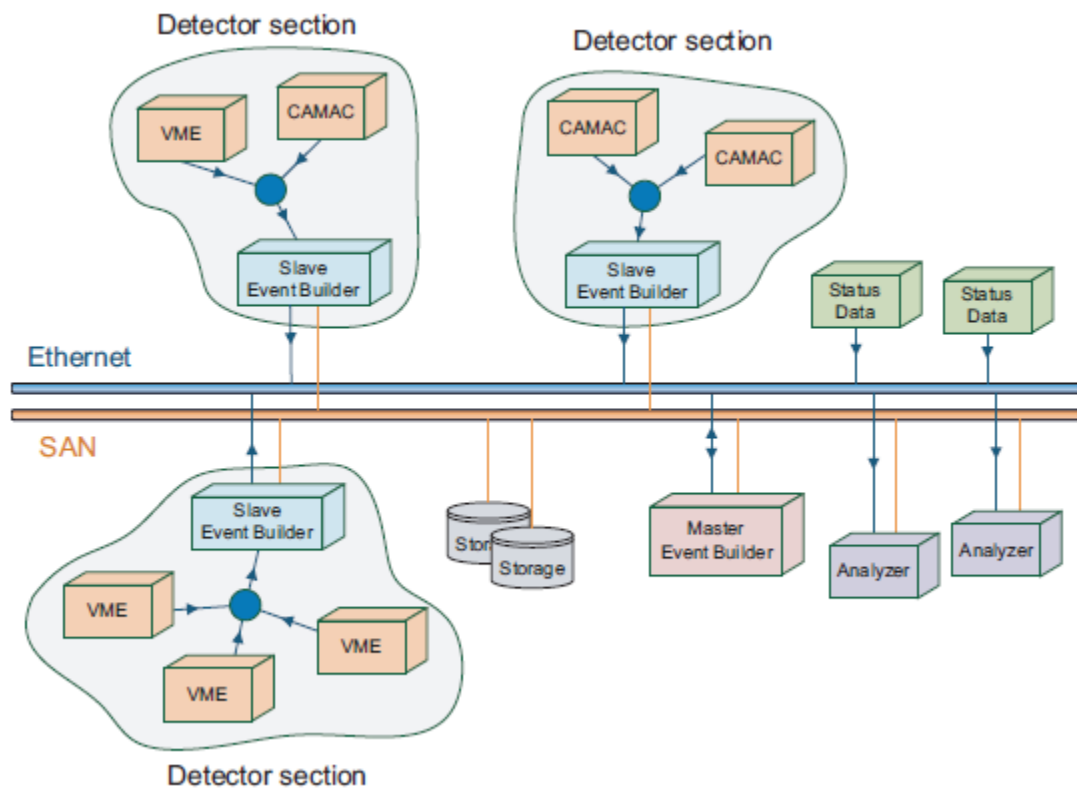 Detector section
Detector section
VME
CAMAC
CAMAC
CAMAC
Slave
Event Builder
Slave
Event Builder
Status
Data
Status
Data
Ethernet
SAN
Slave
Event Builder
Storage
Storage
Master
Event Builder
Analyzer
Analyzer
VME
VME
VME
Detector section